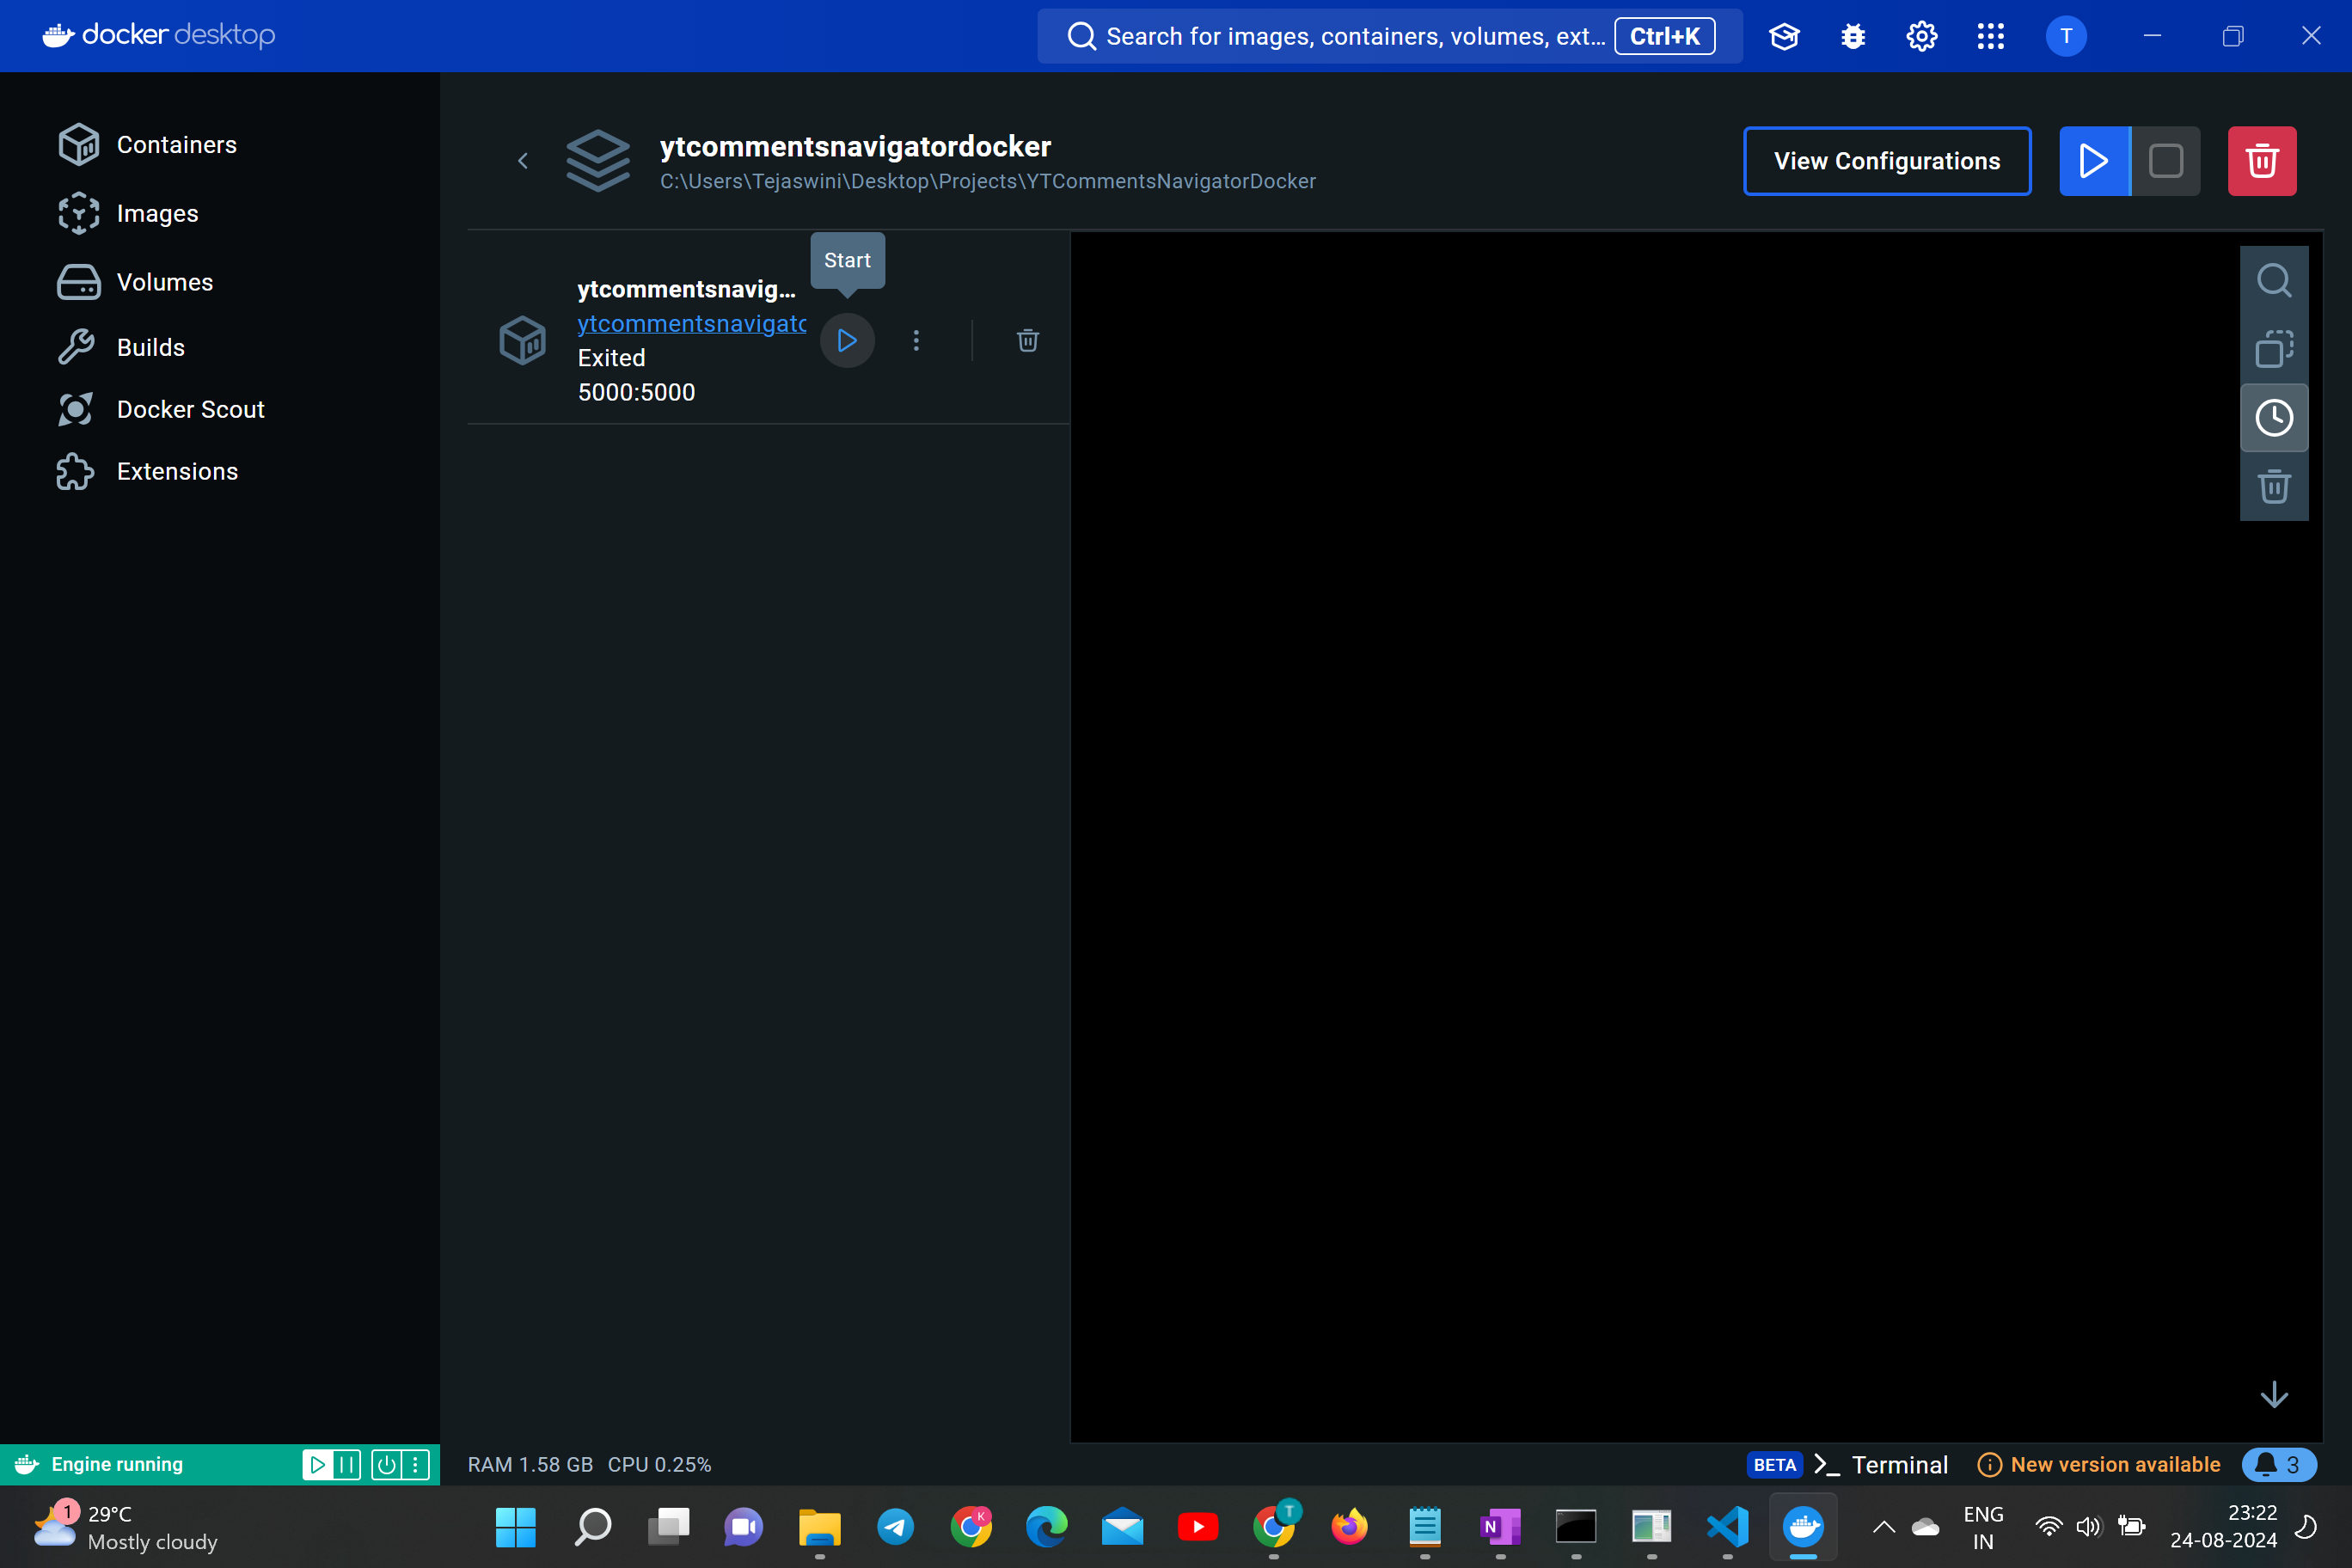 docker desktop
Search for images, containers, volumes, ext... Ctrl+K
T
Containers
Images
Volumes
Builds
Docker Scout
Extensions
ytcommentsnavigatordocker
C:\Users\Tejaswini\Desktop\Projects\YTCommentsNavigatorDocker
View Configurations
Start
ytcommentsnavig...
ytcommentsnavigato
Exited
5000:5000
Engine running
RAM 1.58 GB CPU 0.25%
BETA Terminal
New version available
3
1
29°C
Mostly cloudy
K
T
N
ENG
IN
23:22
24-08-2024